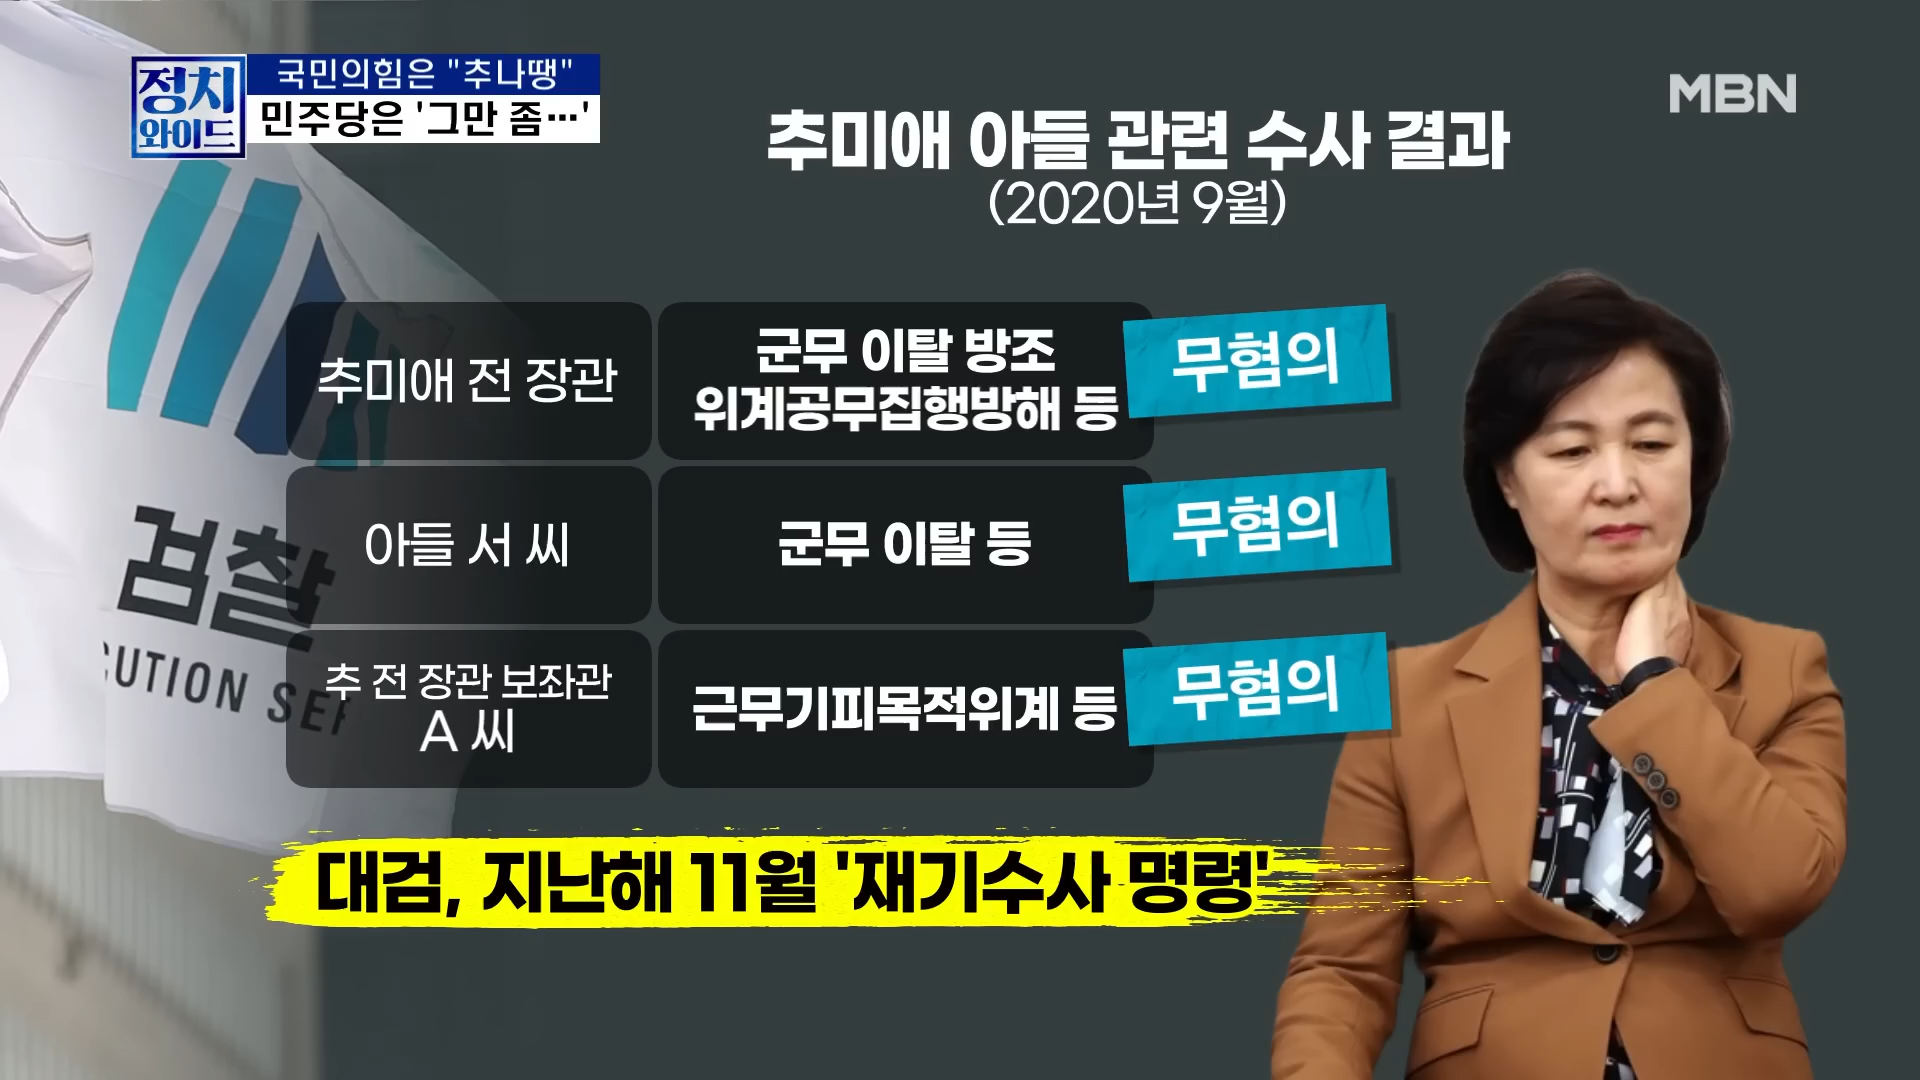 정치
와이드
국민의힘은 "추나땡"
민주당은 '그만 좀…'
MBN
추미애 아들 관련 수사 결과
(2020년 9월)
추미애 전 장관
군무 이탈 방조
위계공무집행방해 등
무혐의
아들 서 씨
군무 이탈 등
무혐의
추 전 장관 보좌관
A 씨
근무기피목적위계 등
무혐의
대검, 지난해 11월 '재기수사 명령'
검찰
CUTION SER